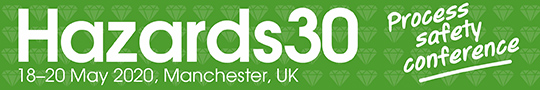 Hazards30
18–20 May 2020, Manchester, UK
Process
safety
conference